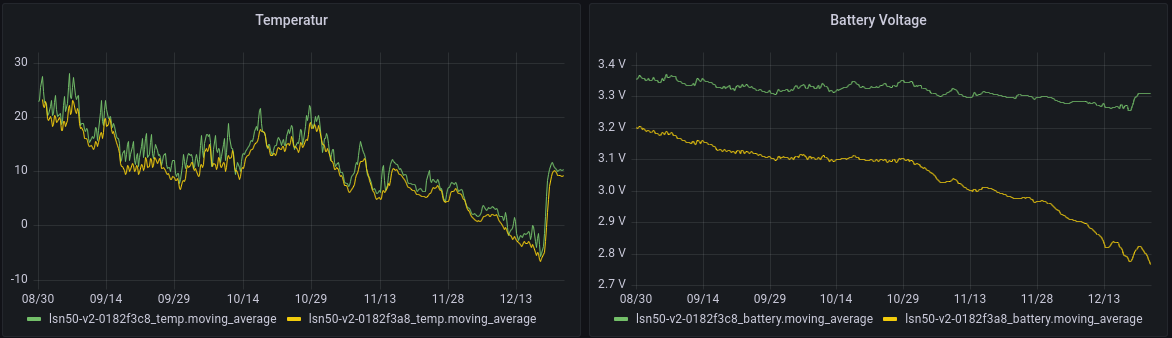 Temperatur
30
20
10
0
-10
08/30 09/14 09/29 10/14 10/29 11/13 11/28 12/13
lsn50-v2-0182f3c8_temp.moving_average lsn50-v2-0182f3a8_temp.moving_average
Battery Voltage
3.4 V
3.3 V
3.2 V
3.1 V
3.0 V
2.9 V
2.8 V
2.7 V
08/30 09/14 09/29 10/14 10/29 11/13 11/28 12/13
lsn50-v2-0182f3c8_battery.moving_average lsn50-v2-0182f3a8_battery.moving_average